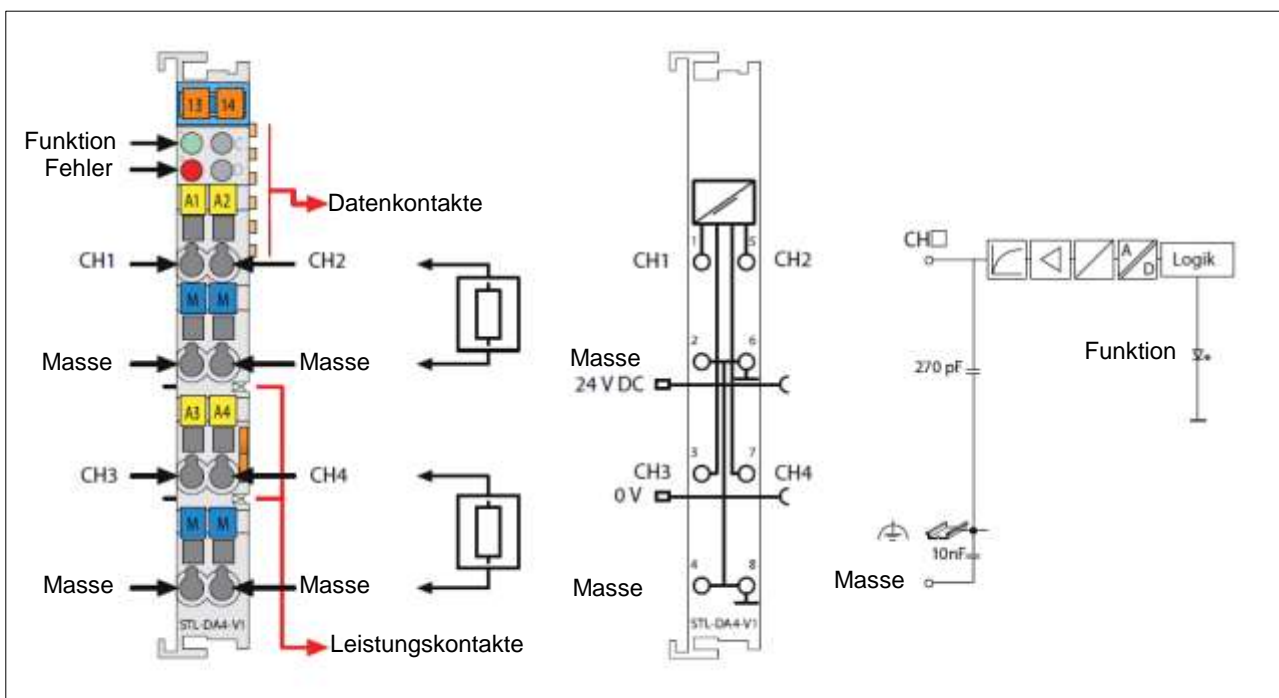 13 14
Funktion
Fehler
A1 A2
Datenkontakte
CH1
CH2
M M
Masse
Masse
A3 A4
CH3
CH4
M M
Masse
Masse
STL-DA4-V1
Leistungskontakte
1 5
CH1
CH2
2 6
Masse
24 V DC
3 7
CH3
CH4
0 V
4 8
Masse
STL-DA4-V1
CH
A
D
Logik
270 pF
Funktion
10nF
Masse